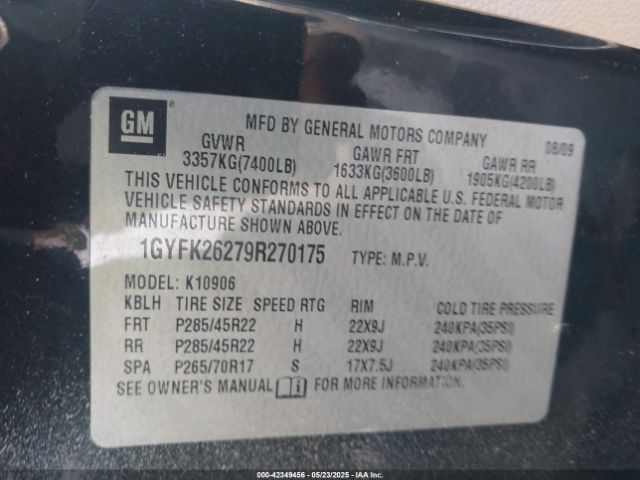 GM
MFD BY GENERAL MOTORS COMPANY 08/09
GVWR GAWR FRT GAWR RR
3357KG(7400LB) 1633KG(3600LB) 1905KG(4200LB)
THIS VEHICLE CONFORMS TO ALL APPLICABLE U.S. FEDERAL MOTOR
VEHICLE SAFETY STANDARDS IN EFFECT ON THE DATE OF
MANUFACTURE SHOWN ABOVE.
1GYFK26279R270175 TYPE: M.P.V.
MODEL: K10906
KBLH TIRE SIZE SPEED RTG RIM COLD TIRE PRESSURE
FRT P285/45R22 H 22X9J 240KPA(35PSI)
RR P285/45R22 H 22X9J 240KPA(35PSI)
SPA P265/70R17 S 17X7.5J 240KPA(35PSI)
SEE OWNER'S MANUAL FOR MORE INFORMATION.
000-42349456 - 05/23/2025 - IAA Inc.